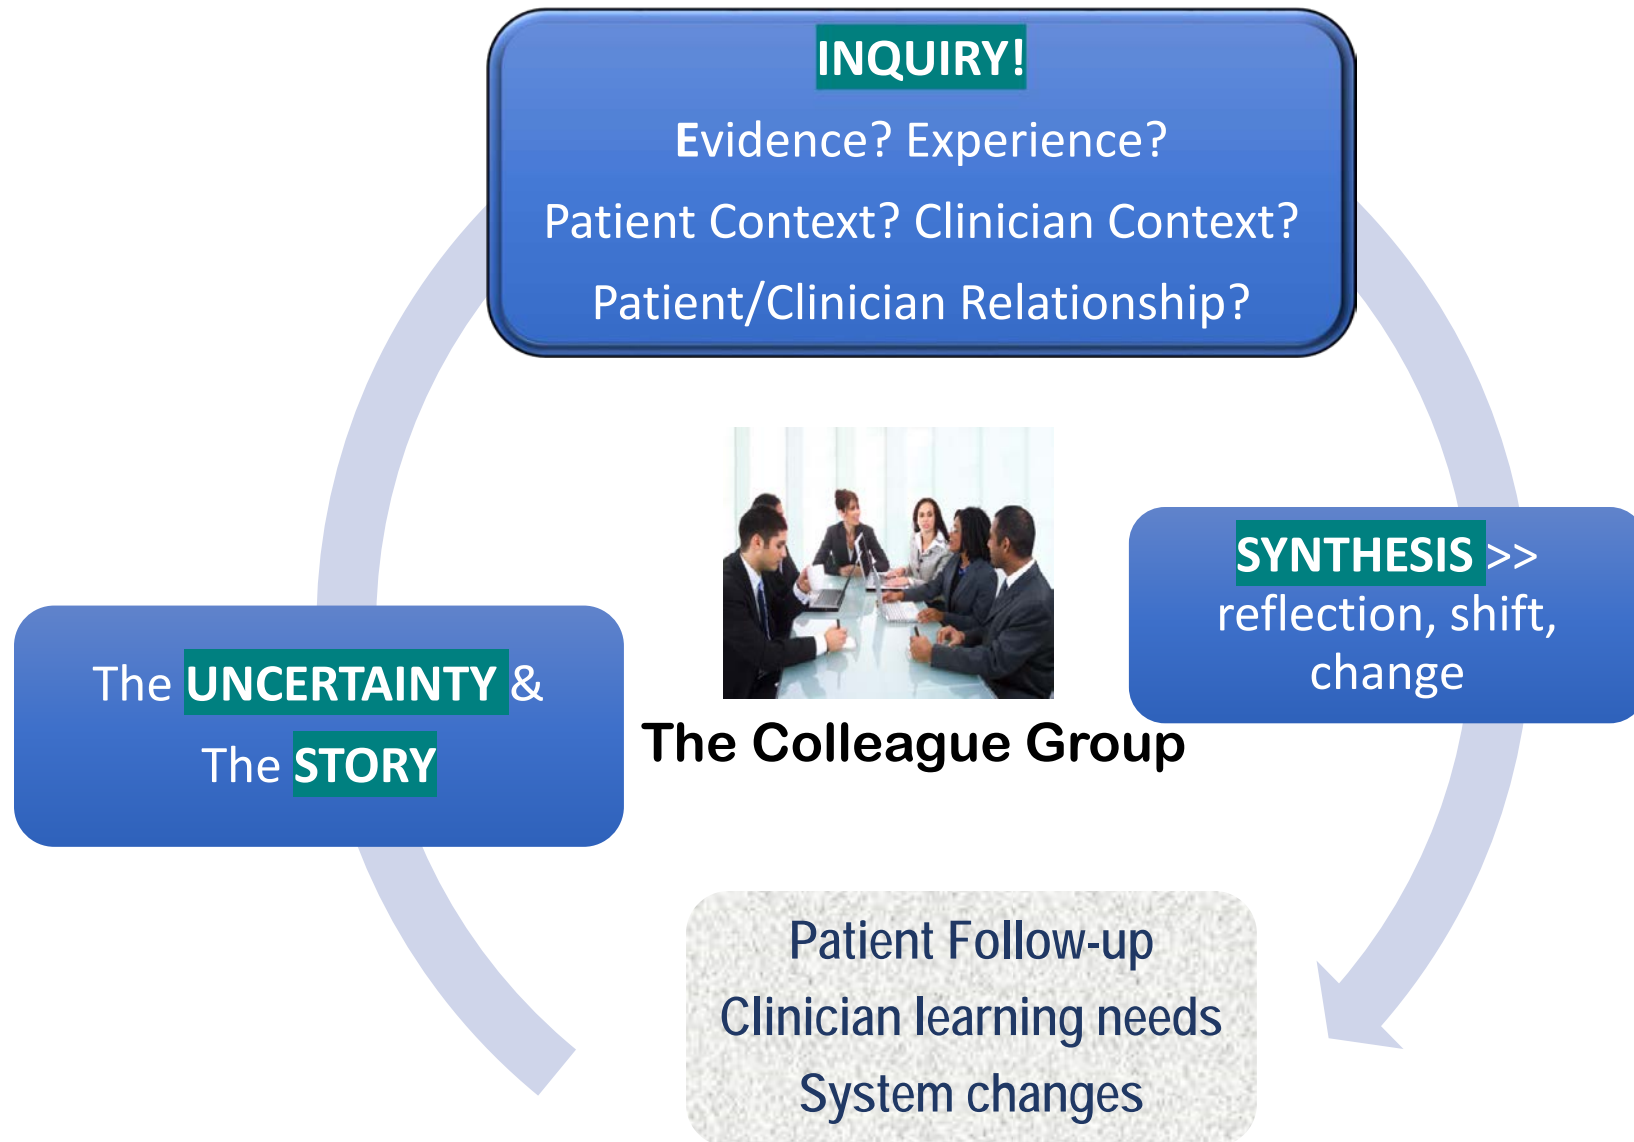 INQUIRY!
Evidence? Experience?
Patient Context? Clinician Context?
Patient/Clinician Relationship?
SYNTHESIS >>
reflection, shift,
change
The UNCERTAINTY &
The STORY
The Colleague Group
Patient Follow-up
Clinician learning needs
System changes